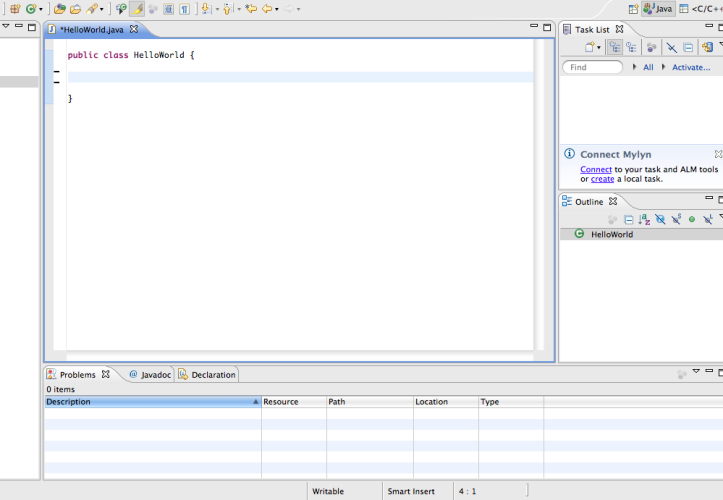 Java
<C/C++
*HelloWorld.java
Task List
public class HelloWorld {
}
Find
All
Activate...
Connect Mylyn
Connect to your task and ALM tools
or create a local task.
Outline
HelloWorld
Problems
@ Javadoc
Declaration
0 items
Description
Resource
Path
Location
Type
Writable
Smart Insert
4 : 1